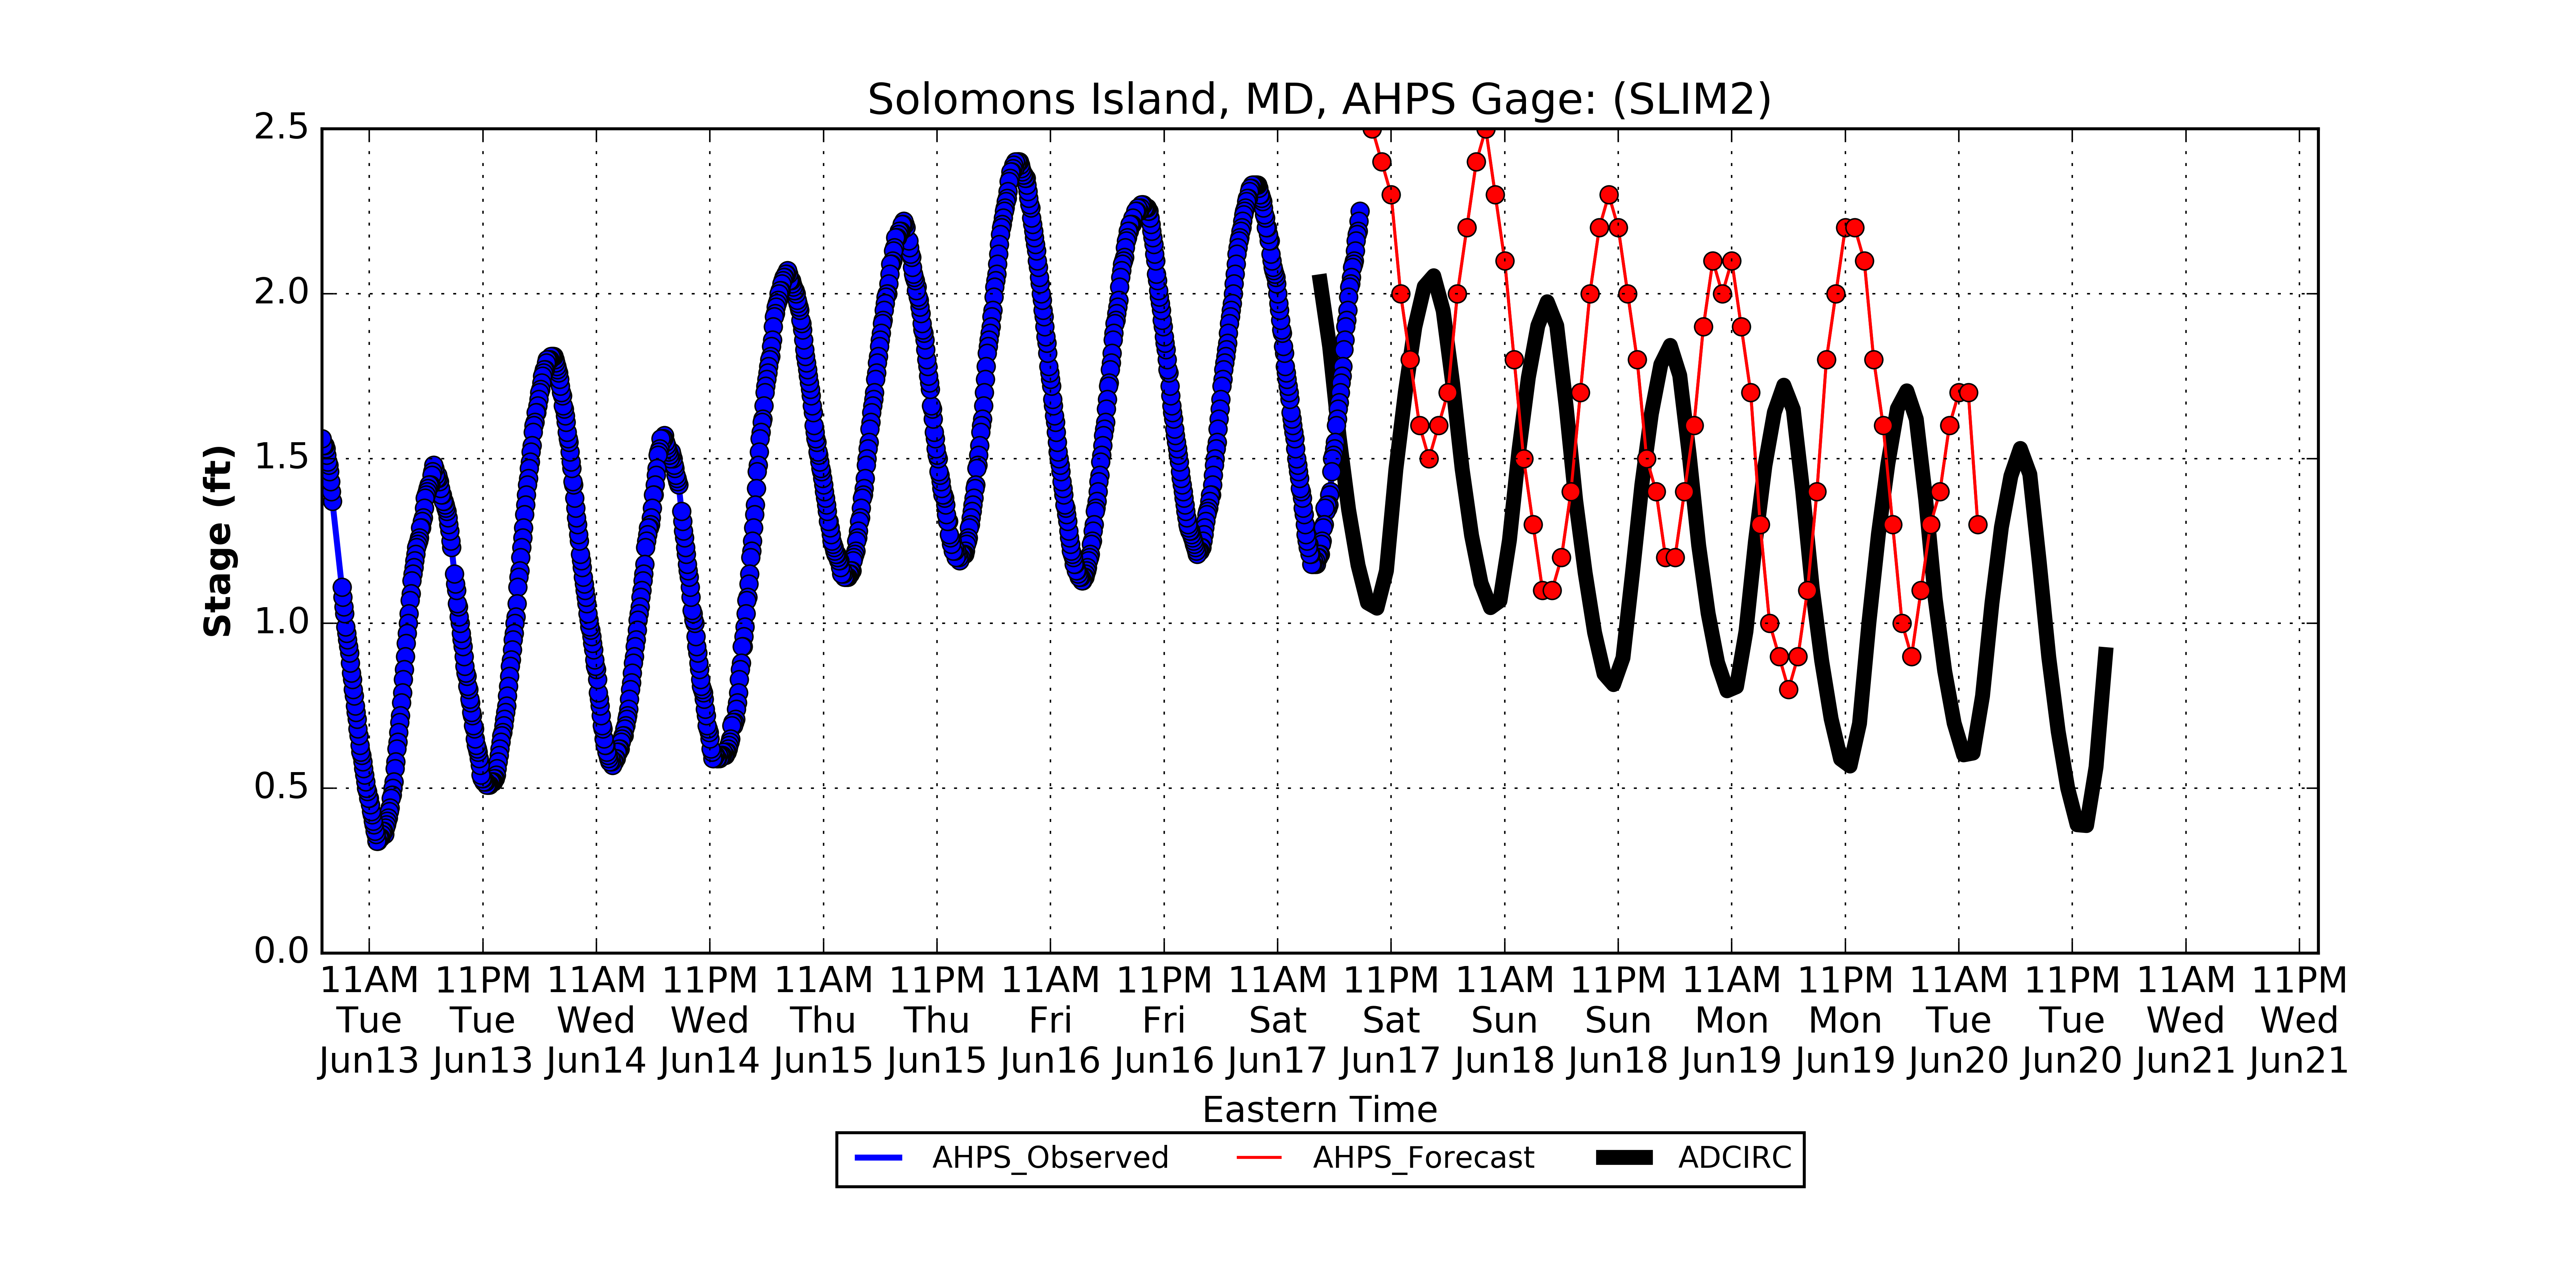 Solomons Island, MD, AHPS Gage: (SLIM2)
2.5
2.0
1.5
1.0
0.5
0.0
Stage (ft)
11AM 11PM 11AM 11PM 11AM 11PM 11AM 11PM 11AM 11PM 11AM 11PM 11AM 11PM 11AM 11PM 11AM 11PM
Tue Tue Wed Wed Thu Thu Fri Fri Sat Sat Sun Sun Mon Mon Tue Tue Wed Wed
Jun13 Jun13 Jun14 Jun14 Jun15 Jun15 Jun16 Jun16 Jun17 Jun17 Jun18 Jun18 Jun19 Jun19 Jun20 Jun20 Jun21 Jun21
Eastern Time
AHPS_Observed AHPS_Forecast ADCIRC